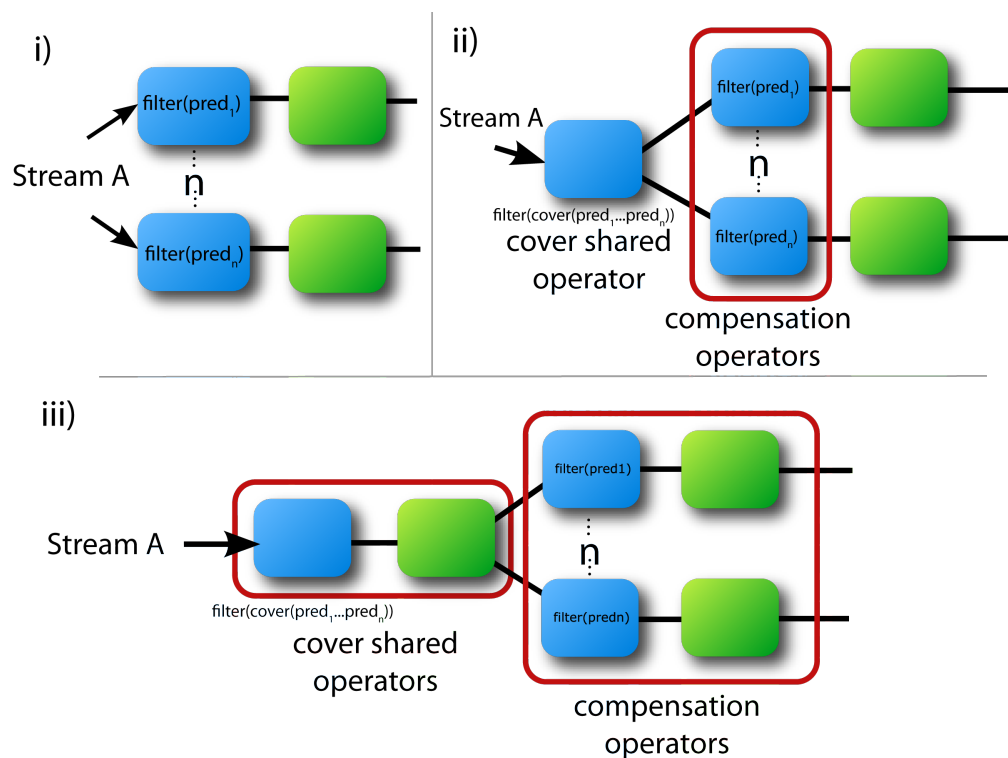 i)
filter(pred₁)
Stream A
n
filter(predₙ)
ii)
Stream A
filter(pred₁)
n
filter(cover(pred₁...predₙ))
filter(predₙ)
cover shared
operator
compensation
operators
iii)
filter(pred1)
Stream A
n
filter(predn)
filter(cover(pred₁...predₙ))
cover shared
operators
compensation
operators